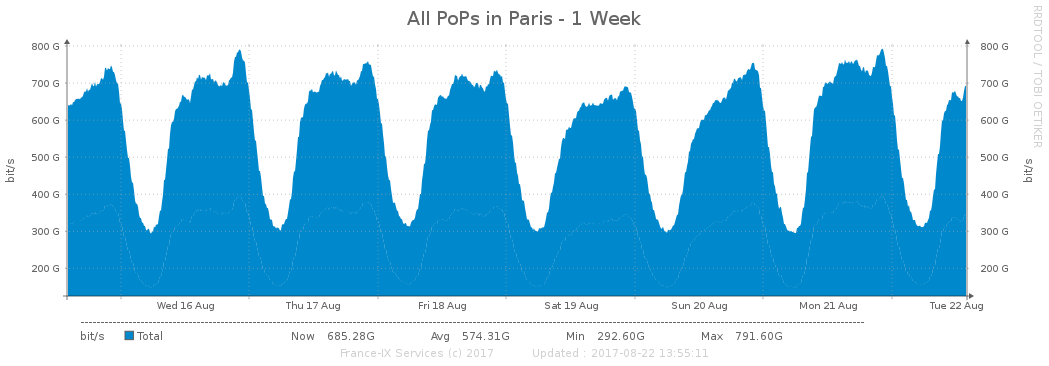 All PoPs in Paris - 1 Week
RRDTOOL / TOBI OETIKER
800 G 800 G
700 G 700 G
600 G 600 G
500 G 500 G
400 G 400 G
300 G 300 G
200 G 200 G
bit/s bit/s
Wed 16 Aug Thu 17 Aug Fri 18 Aug Sat 19 Aug Sun 20 Aug Mon 21 Aug Tue 22 Aug
bit/s Total Now 685.28G Avg 574.31G Min 292.60G Max 791.60G
France-IX Services (c) 2017 Updated : 2017-08-22 13:55:11